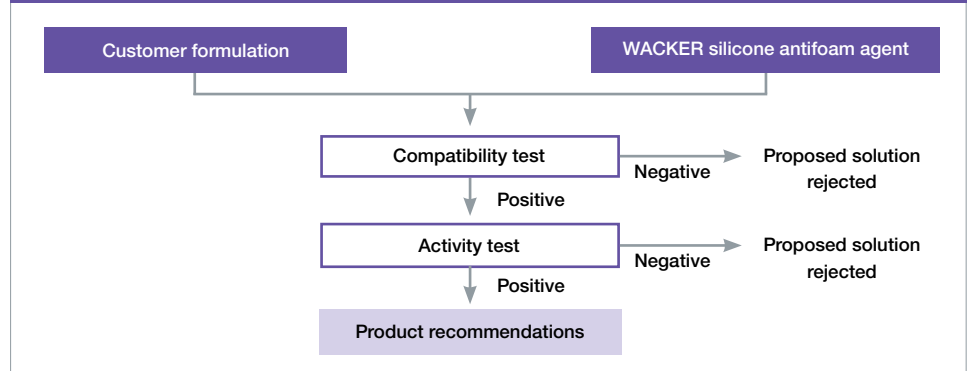 Customer formulation
WACKER silicone antifoam agent
Compatibility test
Negative
Proposed solution
rejected
Positive
Activity test
Negative
Proposed solution
rejected
Positive
Product recommendations